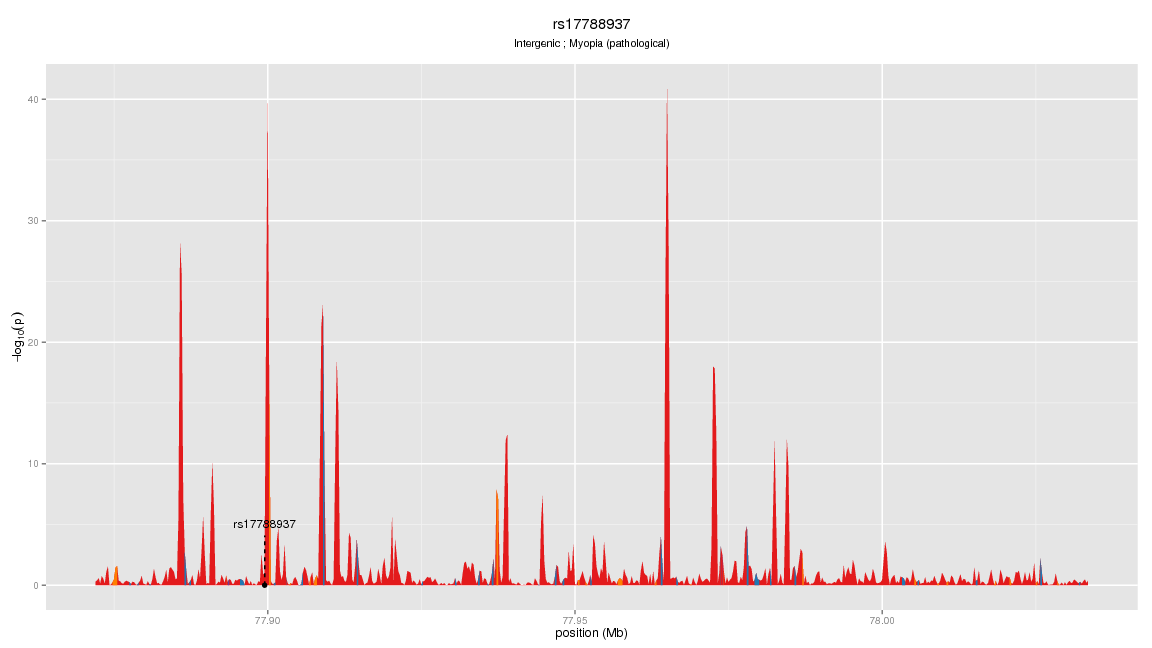 rs17788937
Intergenic ; Myopia (pathological)
40
30
20
10
0
−log10(p)
rs17788937
77.90
77.95
78.00
position (Mb)